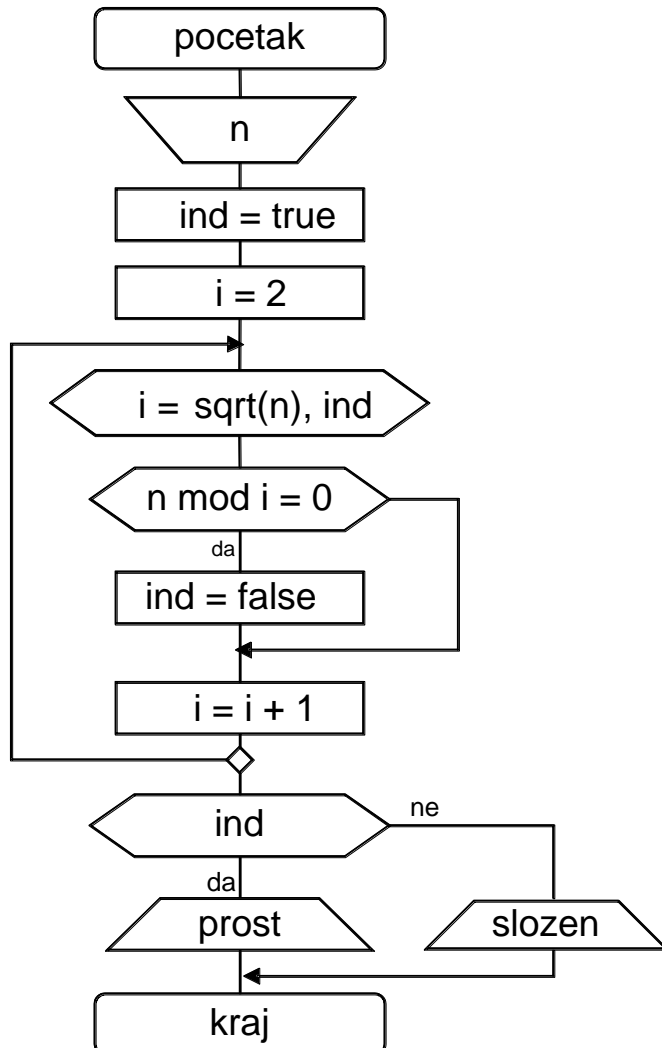 pocetak
n
ind = true
i = 2
i = sqrt(n), ind
n mod i = 0
da
ind = false
i = i + 1
ind
ne
da
prost
slozen
kraj